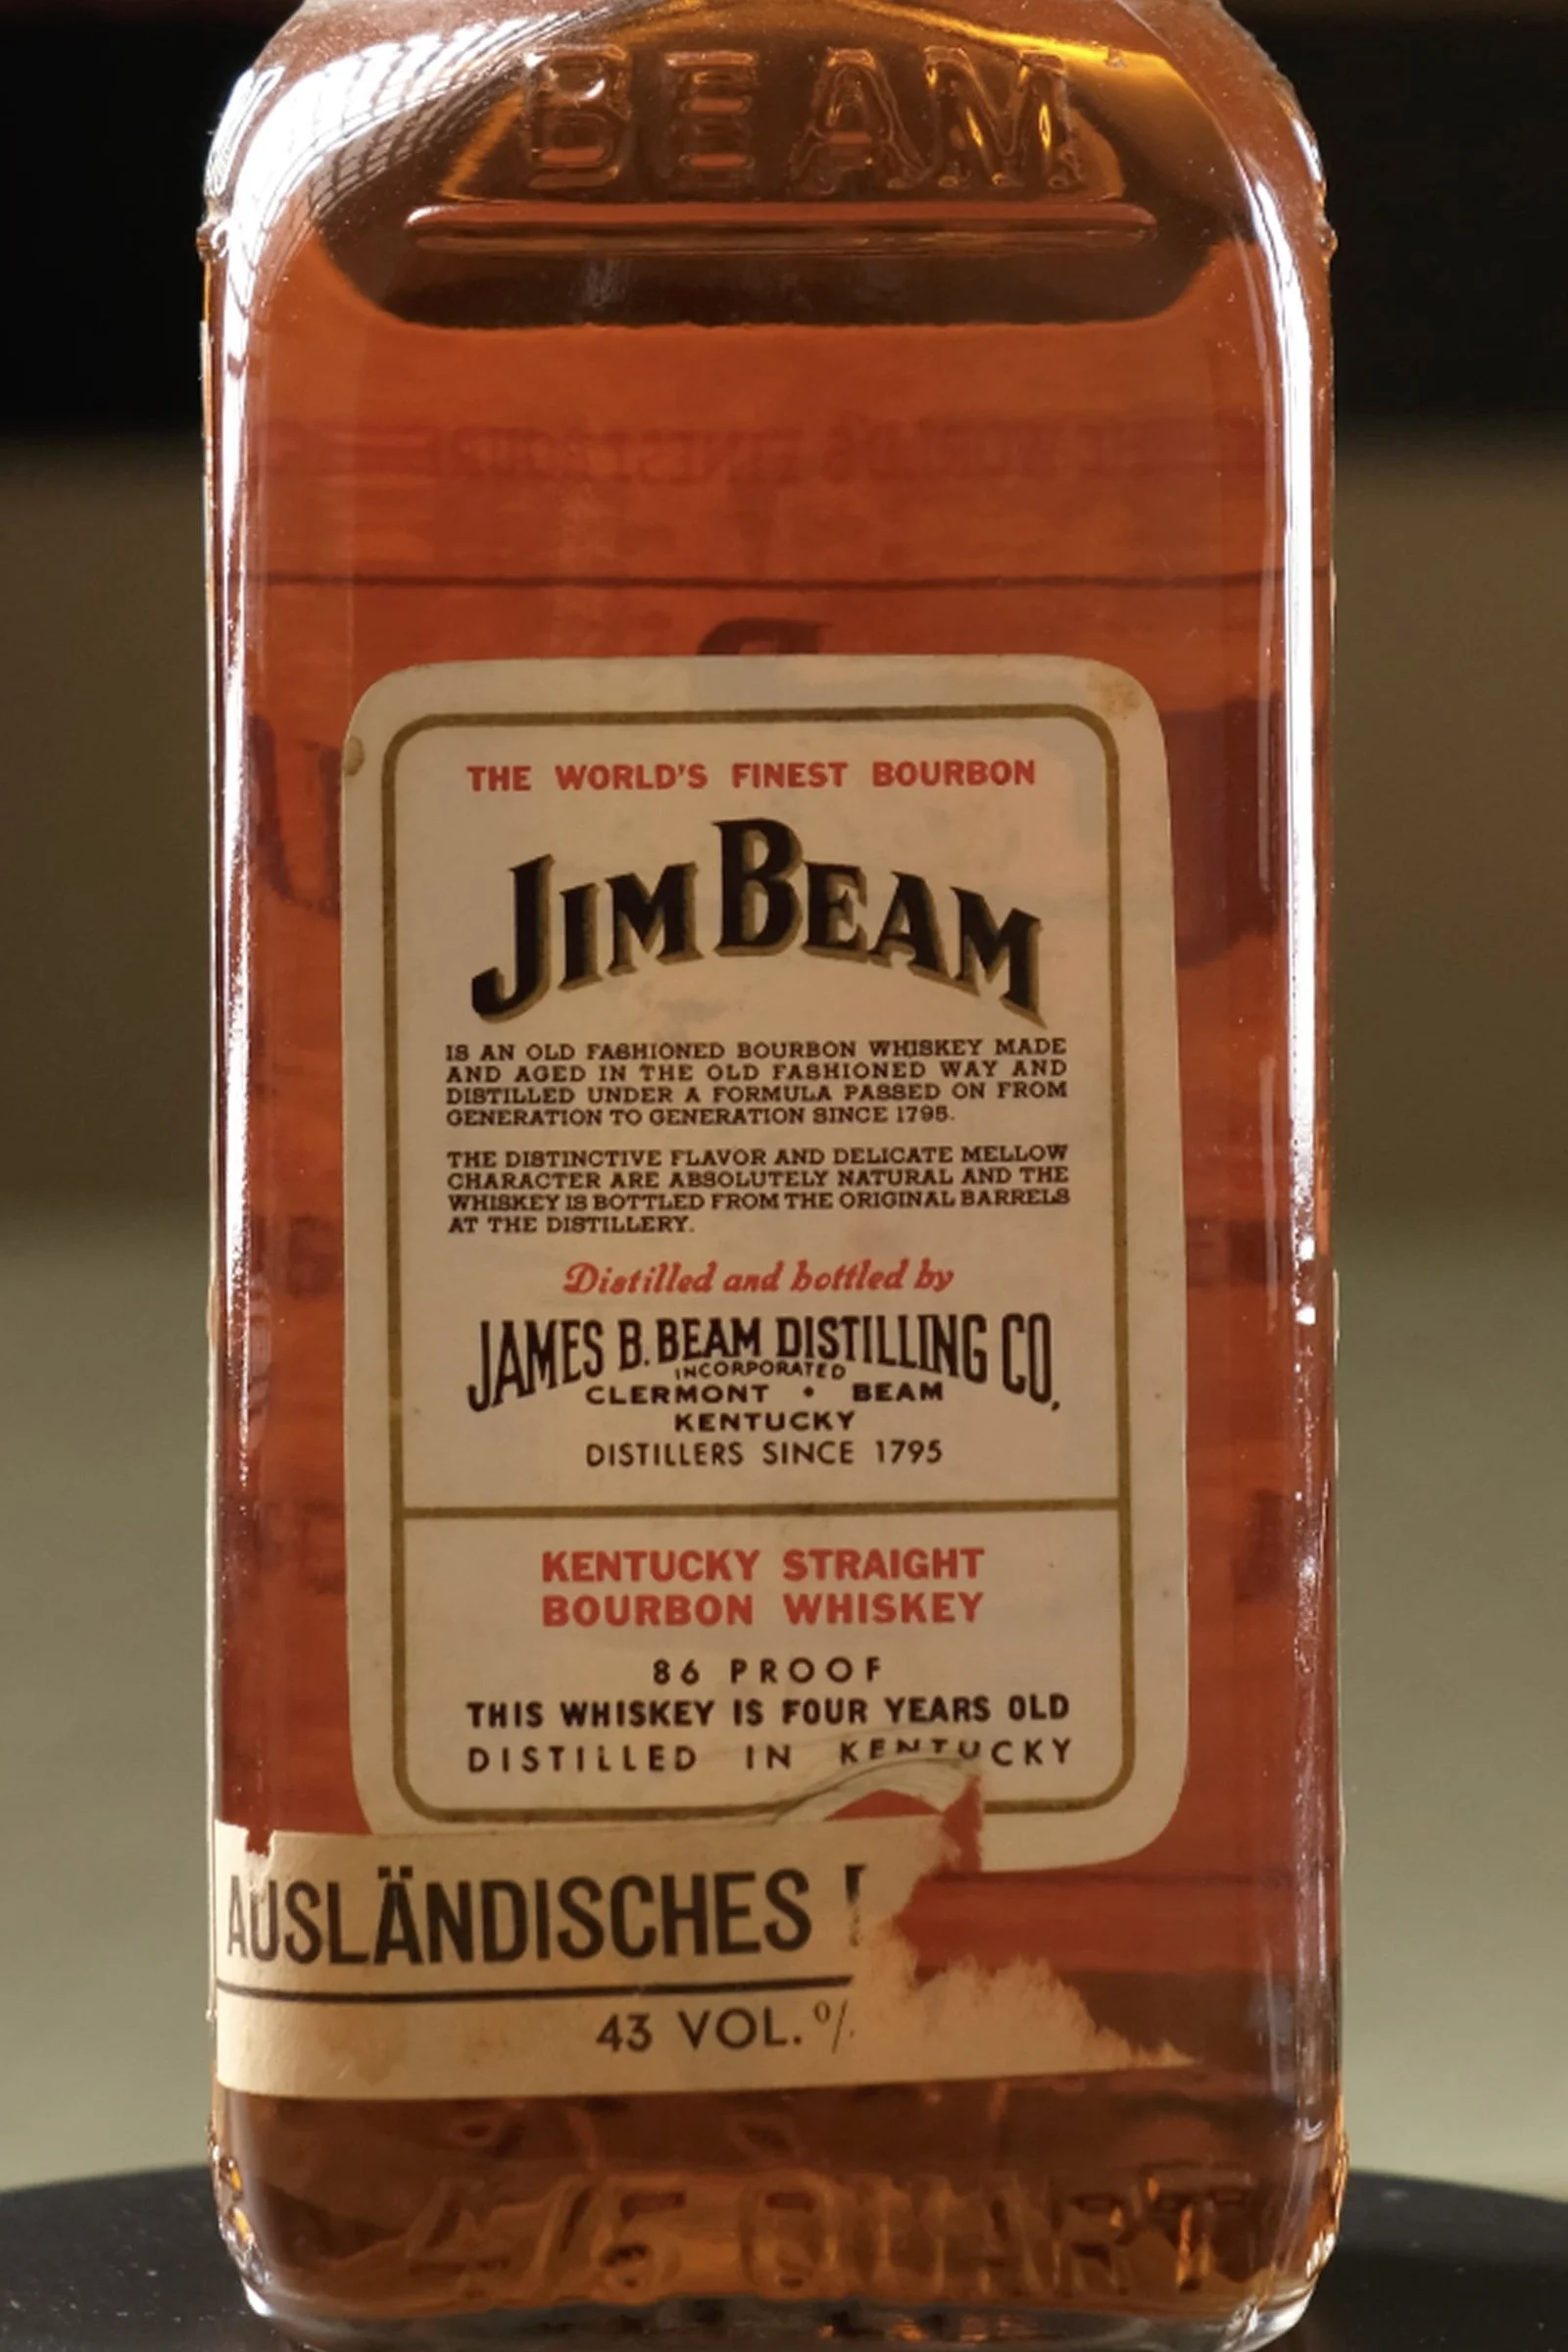 BEAM
THE WORLD'S FINEST BOURBON
JIM BEAM
IS AN OLD FASHIONED BOURBON WHISKEY MADE
AND AGED IN THE OLD FASHIONED WAY AND
DISTILLED UNDER A FORMULA PASSED ON FROM
GENERATION TO GENERATION SINCE 1795.
THE DISTINCTIVE FLAVOR AND DELICATE MELLOW
CHARACTER ARE ABSOLUTELY NATURAL AND THE
WHISKEY IS BOTTLED FROM THE ORIGINAL BARRELS
AT THE DISTILLERY.
Distilled and bottled by
JAMES B. BEAM DISTILLING CO.
INCORPORATED
CLERMONT • BEAM
KENTUCKY
DISTILLERS SINCE 1795
KENTUCKY STRAIGHT
BOURBON WHISKEY
86 PROOF
THIS WHISKEY IS FOUR YEARS OLD
DISTILLED IN KENTUCKY
AUSLÄNDISCHES
43 VOL.%
4/5 QUART